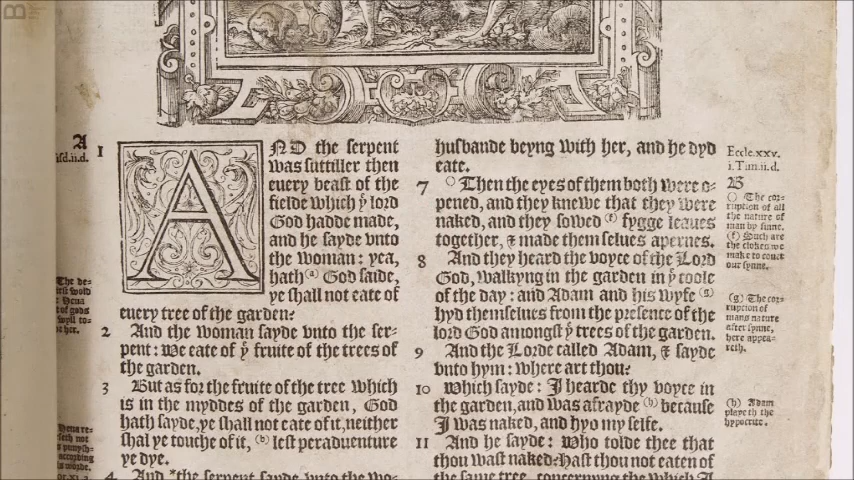 A
AND the serpent
1
was suttiller then
euery beast of the
fielde which yͤ lord
God hadde made,
and he sayde vnto
the woman: yea,
hath (a) God saide,
ye shall not eate of
euery tree of the garden?
2 And the woman sayde vnto the ser-
pent: we eate of yͤ fruite of the trees of
the garden.
3 But as for the fruite of the tree which
is in the myddes of the garden, God
hath sayde, ye shall not eate of it, neither
shal ye touche of it, (b) lest peraduenture
ye dye.
4 And *the serpent sayde vnto the wo-
husbande beyng with her, and he dyd
eate.
7 Then the eyes of them both were o-
pened, and they knewe that they were
naked, and they sowed (f) fygge leaues
together, & made themselues apernes.
8 And they heard the voyce of the Lord
God, walkyng in the garden in yͤ coole
of the day: and Adam and his wyfe (g)
hyd themselues from the presence of the
lord God amongst yͤ trees of the garden.
9 And the Lorde called Adam, & sayde
vnto hym: where art thou?
10 Which sayde: I hearde thy voyce in
the garden, and was afrayde (h) because
I was naked, and hyd my selfe.
11 And he sayde: Who tolde thee that
thou wast naked? Hast thou not eaten of
the same tree, concerning the which I
Eccle.xxv.
i.Tim.ii.d.
B
The cor-
ruption of all
the nature of
man by sinne.
(f) Such are
the clothes we
make to couer
our synne.
(g) The cor-
ruption of
mans nature
after synne,
here appea-
reth.
(h) Adam
playeth the
hypocrite.